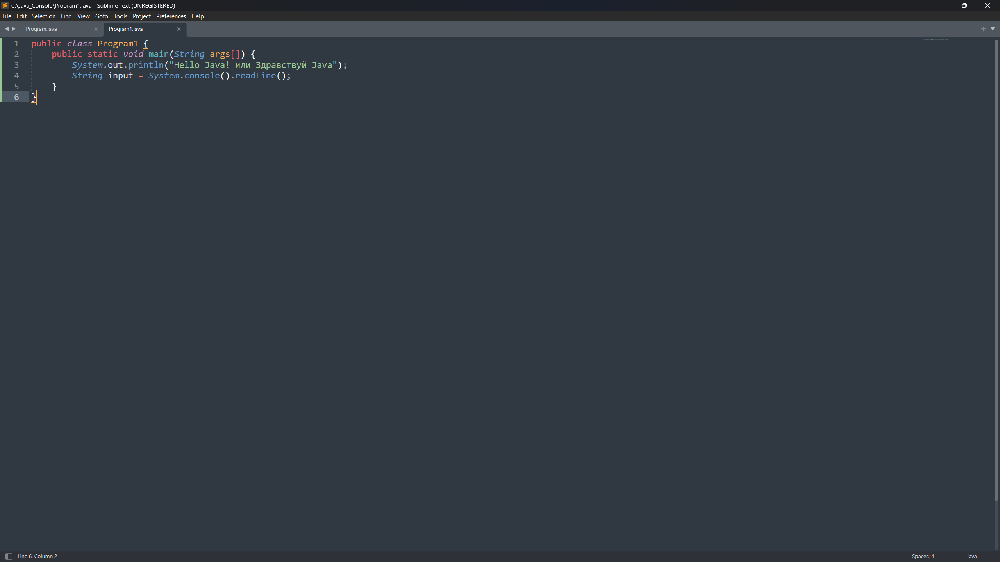 C:\Java_Console\Program1.java - Sublime Text (UNREGISTERED)
File Edit Selection Find View Goto Tools Project Preferences Help
Program.java Program1.java
1 public class Program1 {
2     public static void main(String args[]) {
3         System.out.println("Hello Java! или Здравствуй Java");
4         String input = System.console().readLine();
5     }
6 }
Line 6, Column 2 Spaces: 4 Java